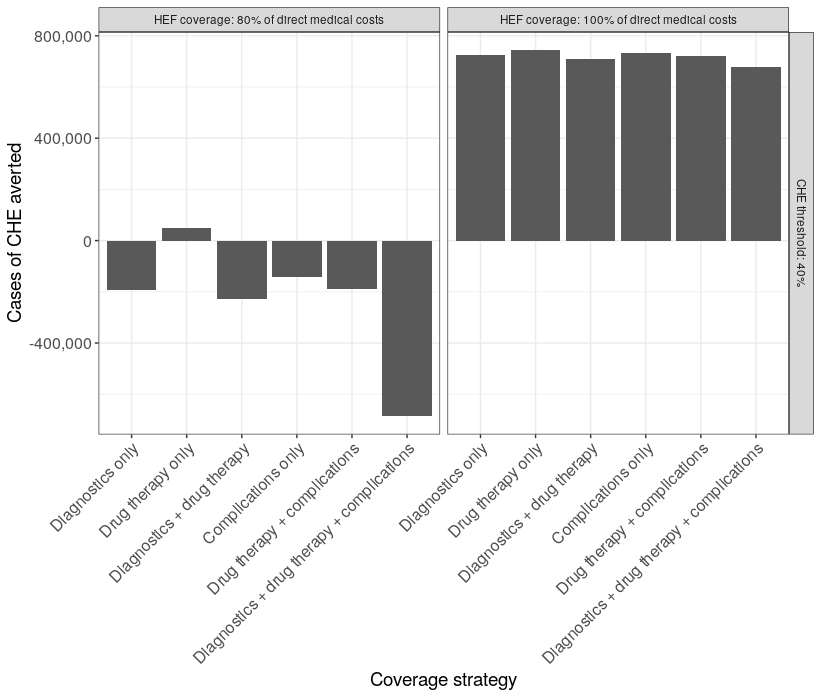 HEF coverage: 80% of direct medical costs
HEF coverage: 100% of direct medical costs
800,000
400,000
0
-400,000
Cases of CHE averted
CHE threshold: 40%
Diagnostics only
Drug therapy only
Diagnostics + drug therapy
Complications only
Drug therapy + complications
Diagnostics + drug therapy + complications
Diagnostics only
Drug therapy only
Diagnostics + drug therapy
Complications only
Drug therapy + complications
Diagnostics + drug therapy + complications
Coverage strategy